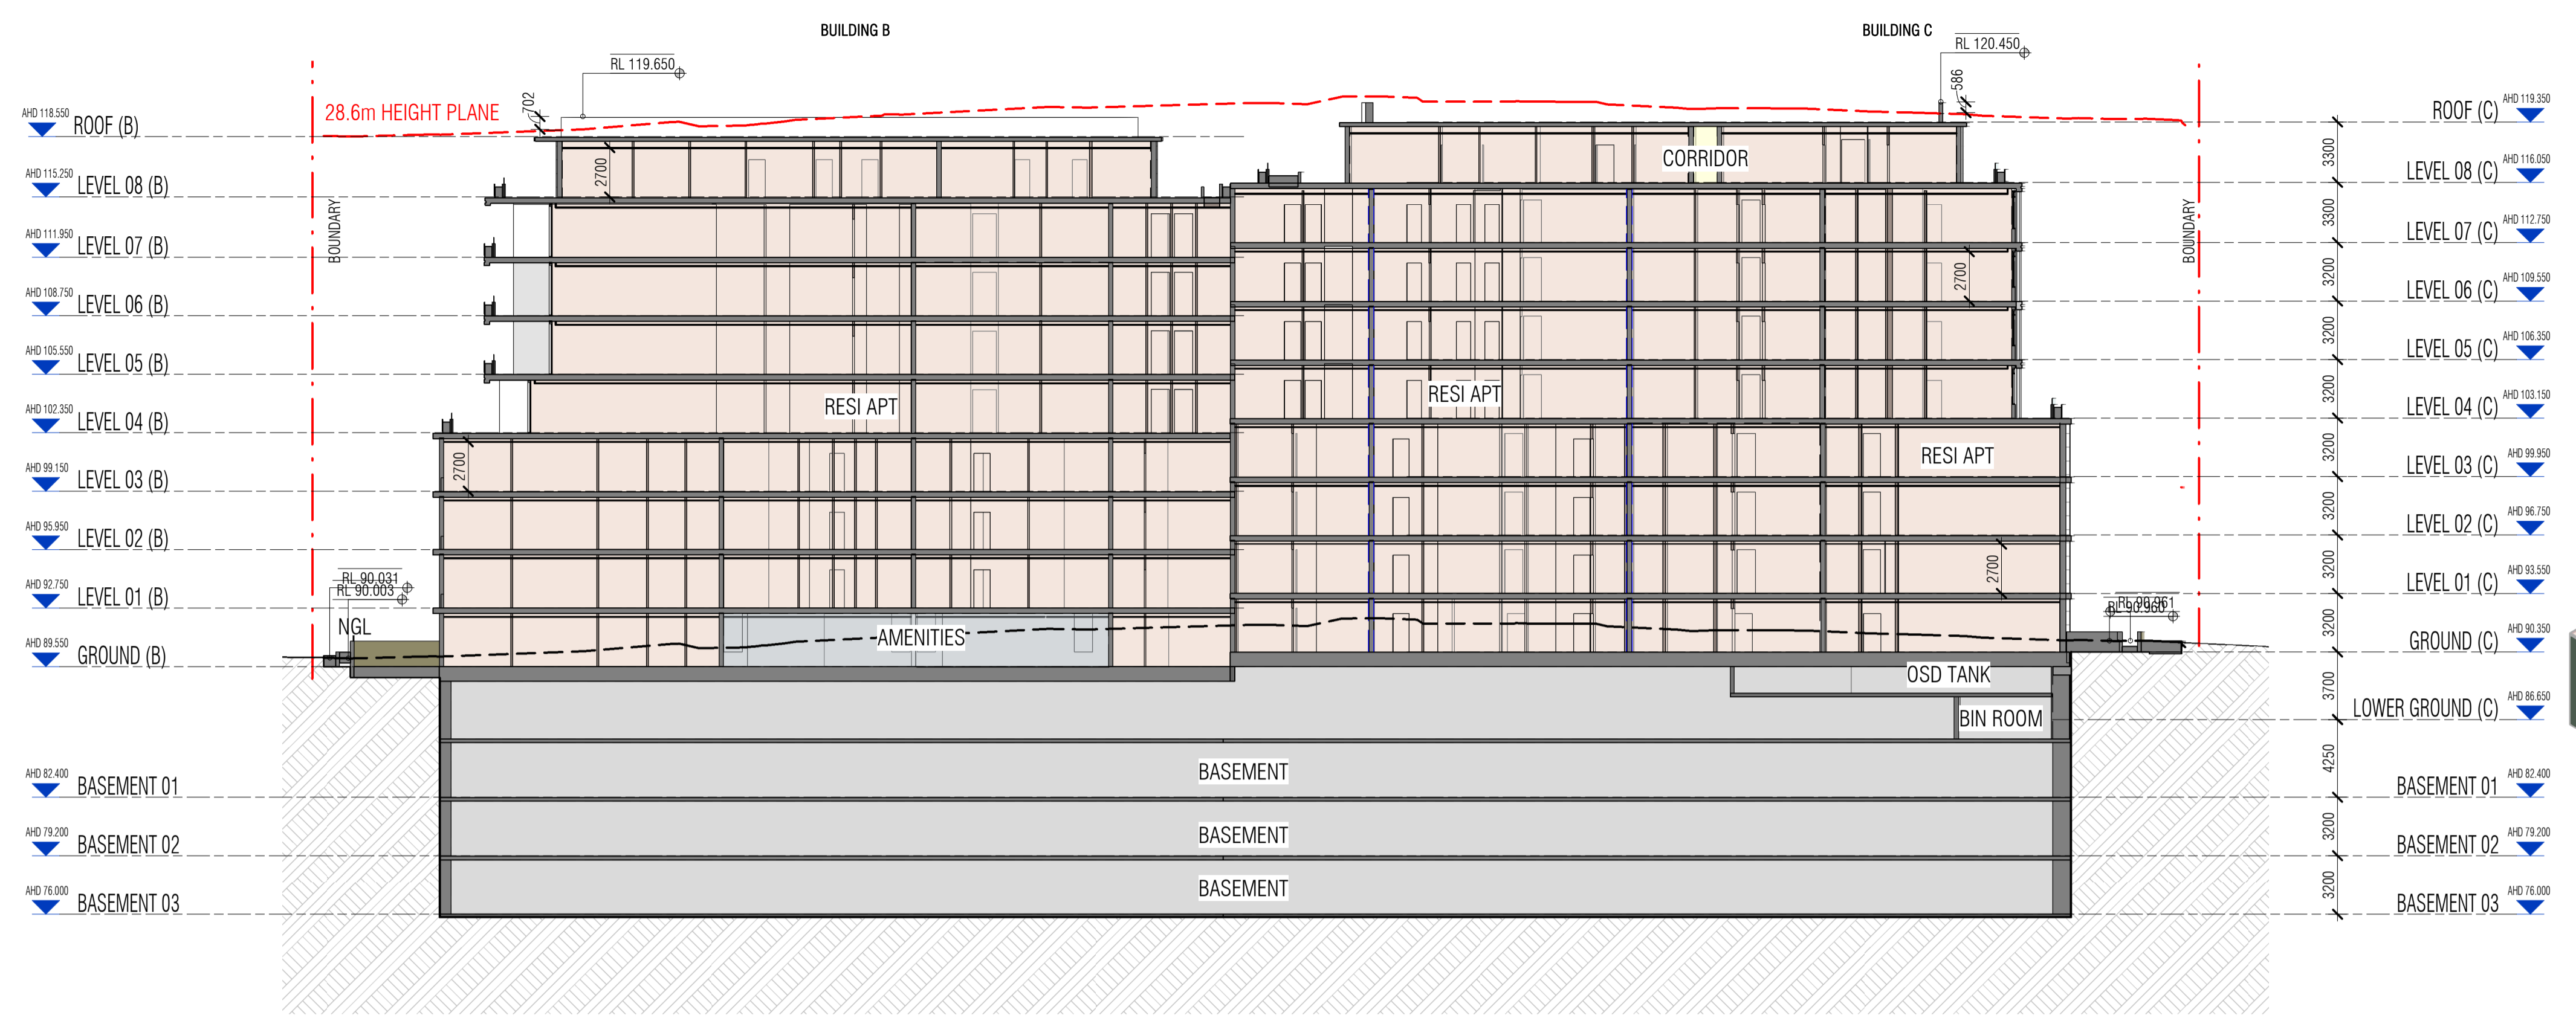 BUILDING B
BUILDING C
RL 119.650
RL 120.450
702
586
28.6m HEIGHT PLANE
AHD 118.550
ROOF (B)
AHD 115.250
LEVEL 08 (B)
AHD 111.950
LEVEL 07 (B)
AHD 108.750
LEVEL 06 (B)
AHD 105.550
LEVEL 05 (B)
AHD 102.350
LEVEL 04 (B)
AHD 99.150
LEVEL 03 (B)
AHD 95.950
LEVEL 02 (B)
AHD 92.750
LEVEL 01 (B)
AHD 89.550
GROUND (B)
AHD 82.400
BASEMENT 01
AHD 79.200
BASEMENT 02
AHD 76.000
BASEMENT 03
BOUNDARY
RL 90.031
RL 90.003
NGL
2700
2700
RESI APT
AMENITIES
CORRIDOR
RESI APT
2700
RESI APT
2700
OSD TANK
BIN ROOM
BASEMENT
BASEMENT
BASEMENT
RL 90.961
RL 90.960
BOUNDARY
3300
3300
3200
3200
3200
3200
3200
3200
3200
3700
4250
3200
3200
AHD 119.350
ROOF (C)
AHD 116.050
LEVEL 08 (C)
AHD 112.750
LEVEL 07 (C)
AHD 109.550
LEVEL 06 (C)
AHD 106.350
LEVEL 05 (C)
AHD 103.150
LEVEL 04 (C)
AHD 99.950
LEVEL 03 (C)
AHD 96.750
LEVEL 02 (C)
AHD 93.550
LEVEL 01 (C)
AHD 90.350
GROUND (C)
AHD 86.650
LOWER GROUND (C)
AHD 82.400
BASEMENT 01
AHD 79.200
BASEMENT 02
AHD 76.000
BASEMENT 03